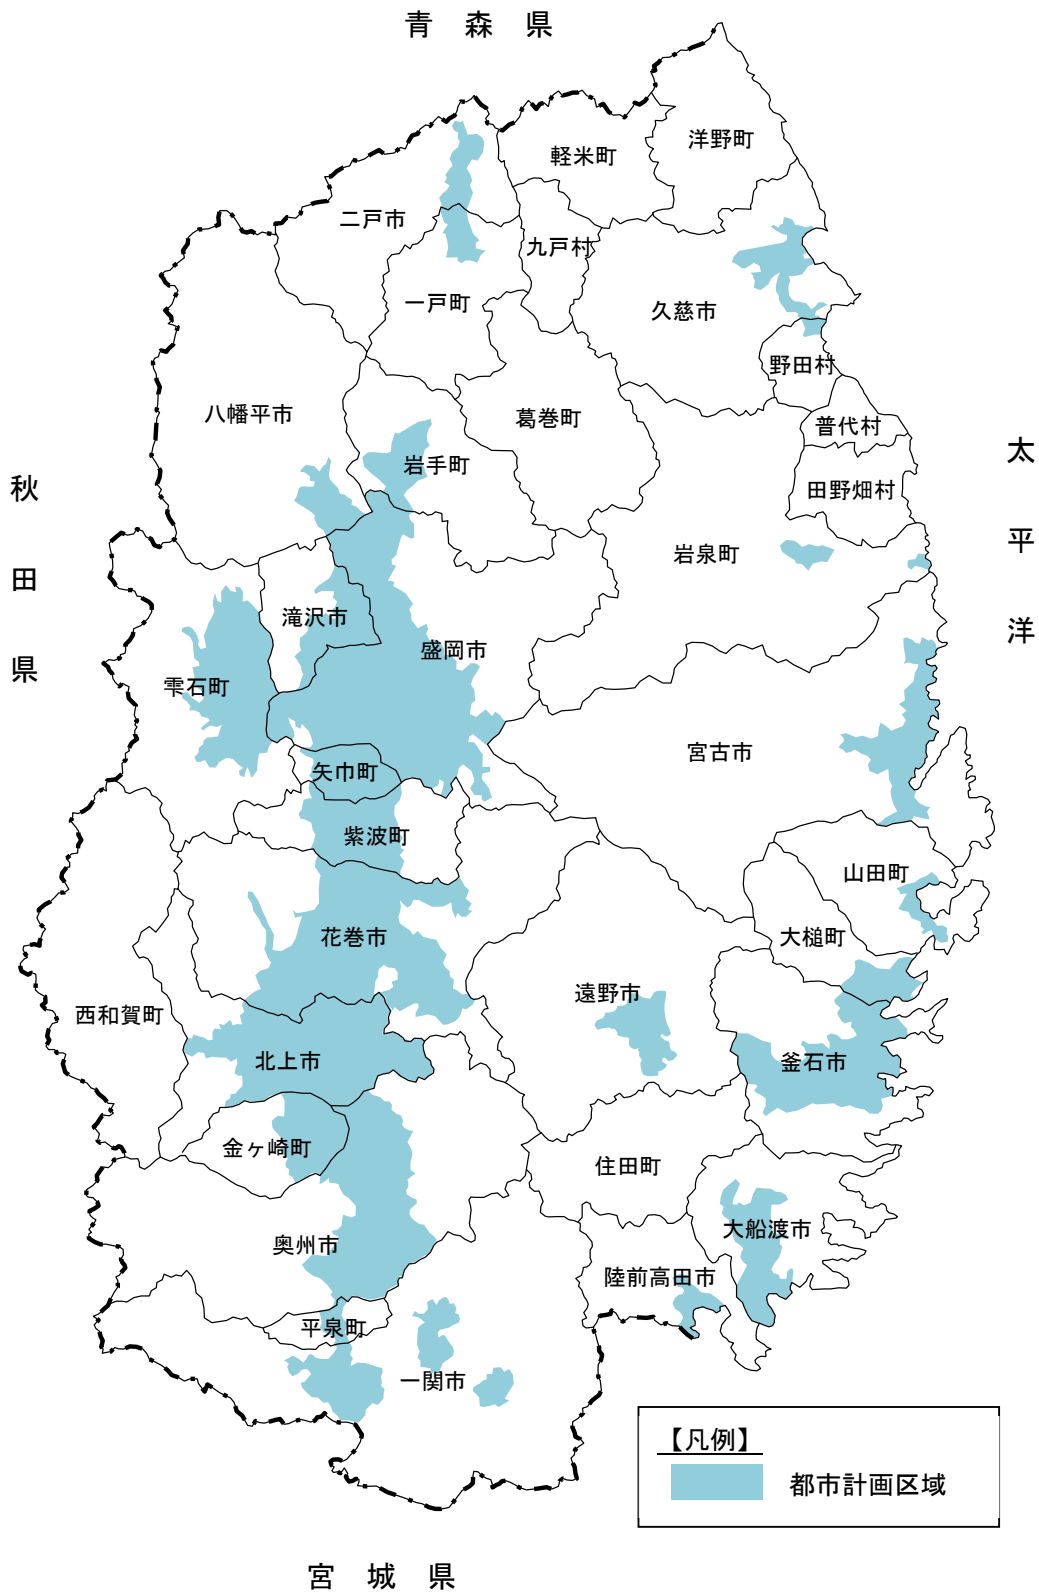 青森県
洋野町
軽米町
二戸市
九戸村
一戸町
久慈市
野田村
八幡平市
葛巻町
普代村
太平洋
岩手町
秋田県
田野畑村
岩泉町
滝沢市
盛岡市
雫石町
宮古市
矢巾町
紫波町
山田町
花巻市
大槌町
遠野市
西和賀町
北上市
釜石市
金ヶ崎町
住田町
大船渡市
奥州市
陸前高田市
平泉町
一関市
【凡例】
都市計画区域
宮城県